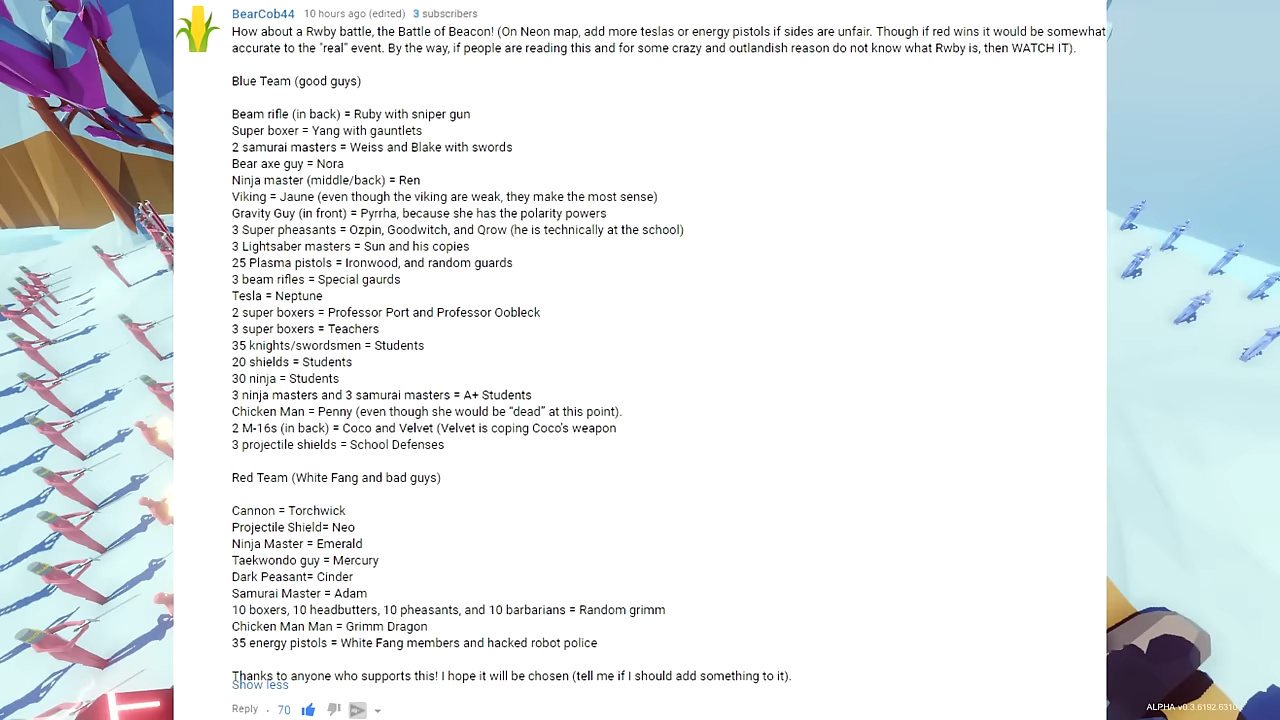 BearCob44 10 hours ago (edited) 3 subscribers
How about a Rwby battle, the Battle of Beacon! (On Neon map, add more teslas or energy pistols if sides are unfair. Though if red wins it would be somewhat
accurate to the "real" event. By the way, if people are reading this and for some crazy and outlandish reason do not know what Rwby is, then WATCH IT).
Blue Team (good guys)
Beam rifle (in back) = Ruby with sniper gun
Super boxer = Yang with gauntlets
2 samurai masters = Weiss and Blake with swords
Bear axe guy = Nora
Ninja master (middle/back) = Ren
Viking = Jaune (even though the viking are weak, they make the most sense)
Gravity Guy (in front) = Pyrrha, because she has the polarity powers
3 Super pheasants = Ozpin, Goodwitch, and Qrow (he is technically at the school)
3 Lightsaber masters = Sun and his copies
25 Plasma pistols = Ironwood, and random guards
3 beam rifles = Special gaurds
Tesla = Neptune
2 super boxers = Professor Port and Professor Oobleck
3 super boxers = Teachers
35 knights/swordsmen = Students
20 shields = Students
30 ninja = Students
3 ninja masters and 3 samurai masters = A+ Students
Chicken Man = Penny (even though she would be “dead” at this point).
2 M-16s (in back) = Coco and Velvet (Velvet is coping Coco's weapon
3 projectile shields = School Defenses
Red Team (White Fang and bad guys)
Cannon = Torchwick
Projectile Shield= Neo
Ninja Master = Emerald
Taekwondo guy = Mercury
Dark Peasant= Cinder
Samurai Master = Adam
10 boxers, 10 headbutters, 10 pheasants, and 10 barbarians = Random grimm
Chicken Man Man = Grimm Dragon
35 energy pistols = White Fang members and hacked robot police
Thanks to anyone who supports this! I hope it will be chosen (tell me if I should add something to it).
Show less
Reply · 70
ALPHA v0.3.6192.6310